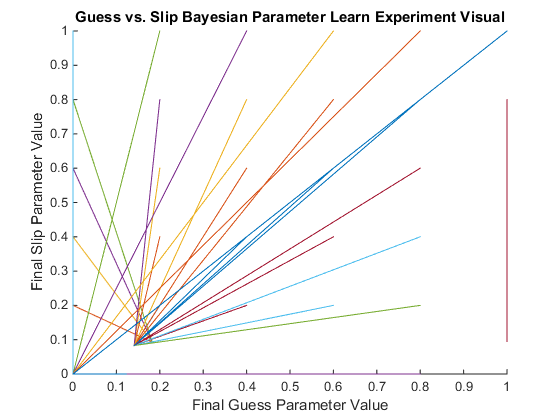 Guess vs. Slip Bayesian Parameter Learn Experiment Visual
1
0.9
0.8
0.7
0.6
0.5
0.4
0.3
0.2
0.1
0
Final Slip Parameter Value
0 0.1 0.2 0.3 0.4 0.5 0.6 0.7 0.8 0.9 1
Final Guess Parameter Value